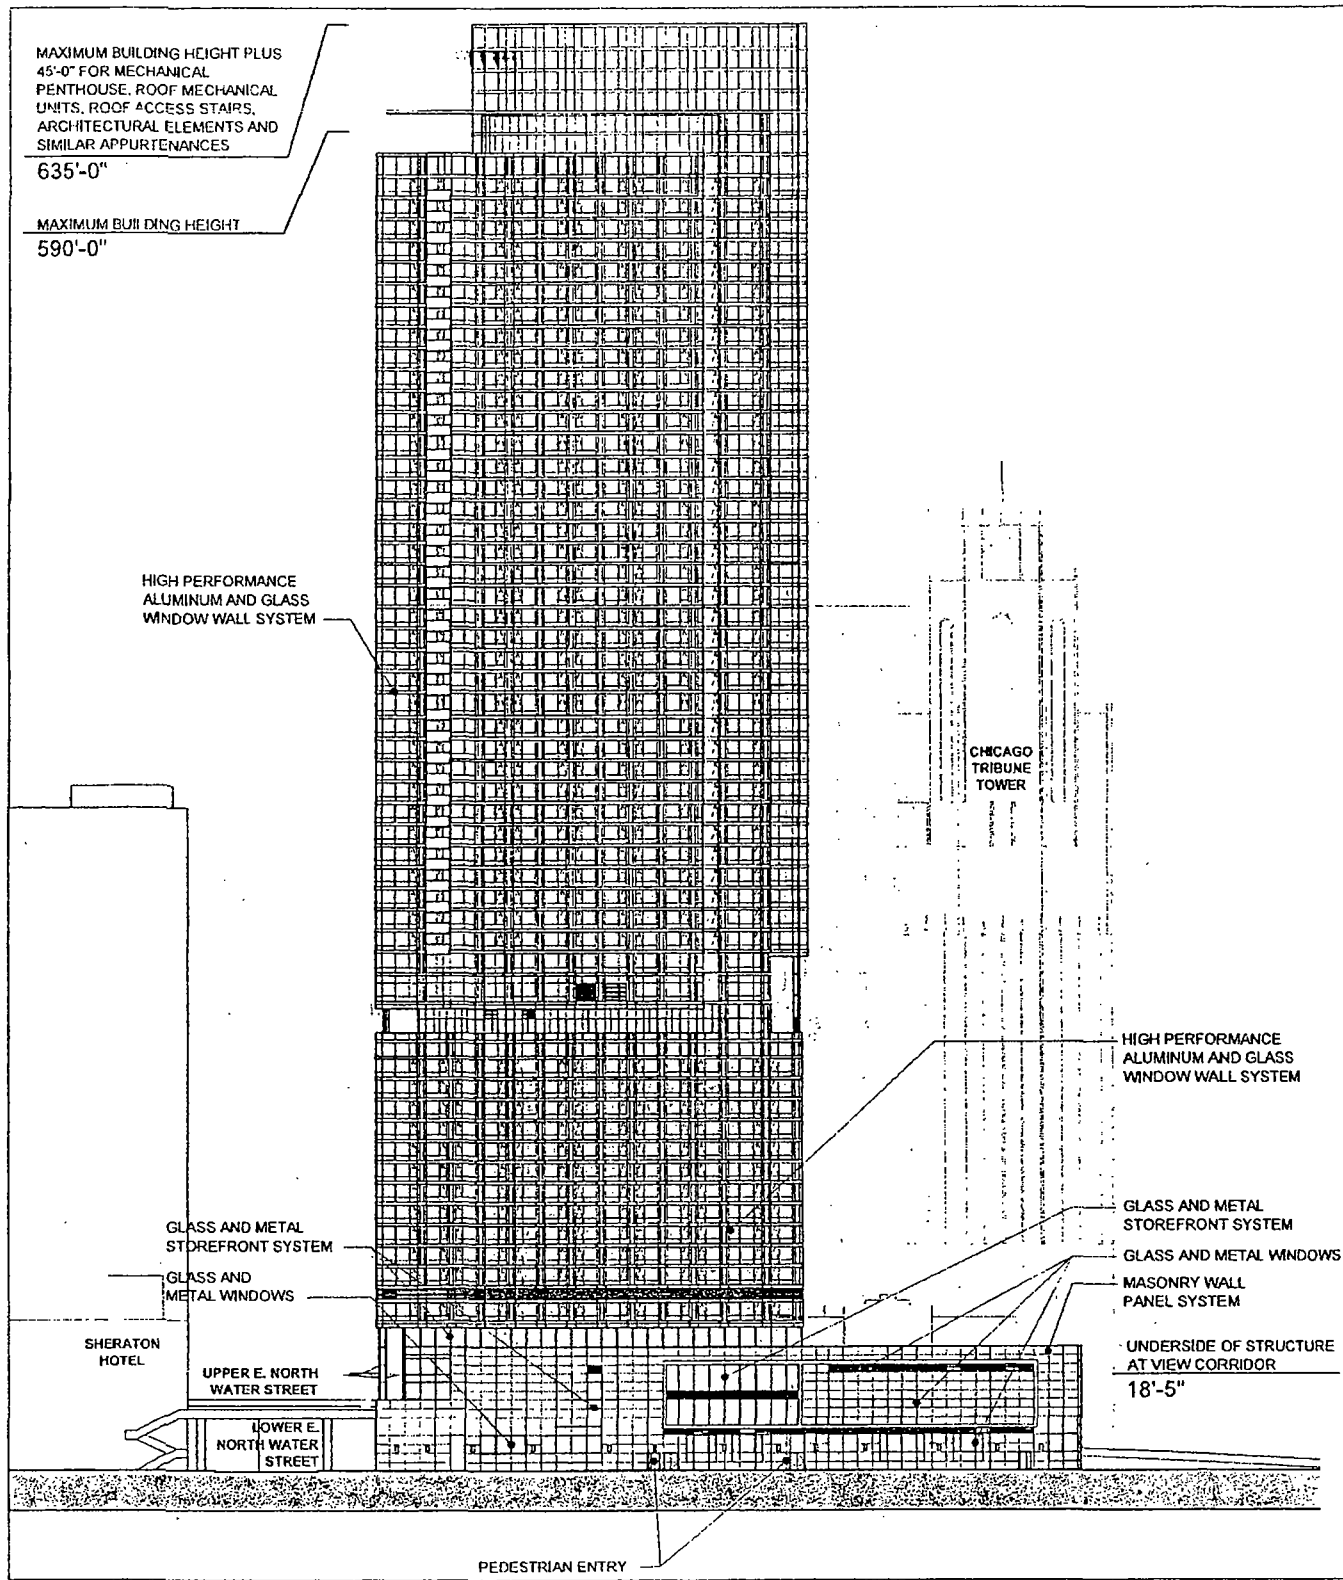 MAXIMUM BUILDING HEIGHT PLUS
45'-0" FOR MECHANICAL
PENTHOUSE, ROOF MECHANICAL
UNITS, ROOF ACCESS STAIRS,
ARCHITECTURAL ELEMENTS AND
SIMILAR APPURTENANCES
635'-0"
MAXIMUM BUILDING HEIGHT
590'-0"
HIGH PERFORMANCE
ALUMINUM AND GLASS
WINDOW WALL SYSTEM
CHICAGO
TRIBUNE
TOWER
HIGH PERFORMANCE
ALUMINUM AND GLASS
WINDOW WALL SYSTEM
GLASS AND METAL
STOREFRONT SYSTEM
GLASS AND
METAL WINDOWS
GLASS AND METAL
STOREFRONT SYSTEM
GLASS AND METAL WINDOWS
MASONRY WALL
PANEL SYSTEM
SHERATON
HOTEL
UPPER E. NORTH
WATER STREET
UNDERSIDE OF STRUCTURE
AT VIEW CORRIDOR
18'-5"
LOWER E.
NORTH WATER
STREET
PEDESTRIAN ENTRY